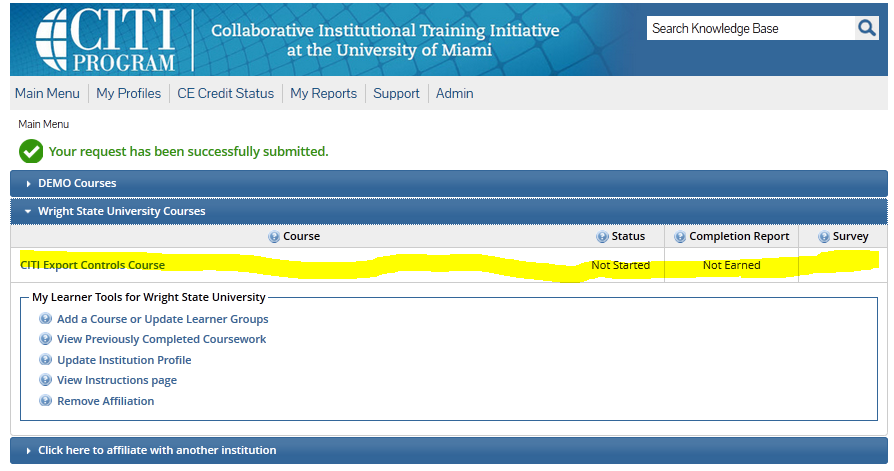 CITI
PROGRAM
Collaborative Institutional Training Initiative
at the University of Miami
Search Knowledge Base
Main Menu My Profiles CE Credit Status My Reports Support Admin
Main Menu
Your request has been successfully submitted.
DEMO Courses
Wright State University Courses
? Course ? Status ? Completion Report ? Survey
CITI Export Controls Course Not Started Not Earned
My Learner Tools for Wright State University
? Add a Course or Update Learner Groups
? View Previously Completed Coursework
? Update Institution Profile
? View Instructions page
? Remove Affiliation
Click here to affiliate with another institution